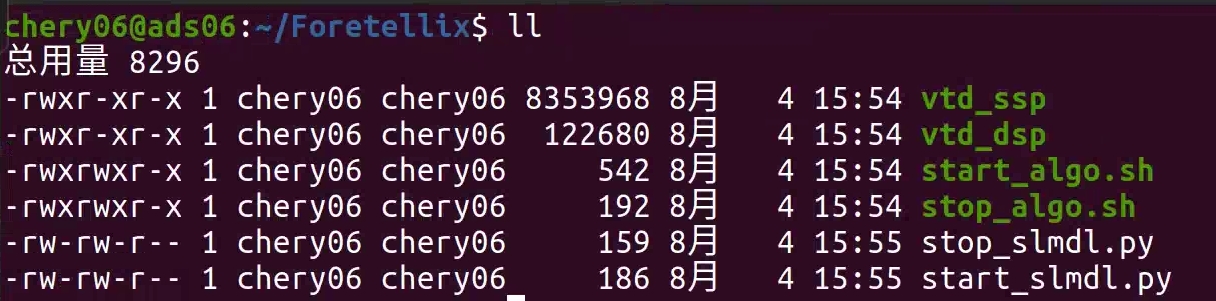 chery06@ads06:~/Foretellix$ ll
总用量 8296
-rwxr-xr-x 1 chery06 chery06 8353968 8月   4 15:54 vtd_ssp
-rwxr-xr-x 1 chery06 chery06  122680 8月   4 15:54 vtd_dsp
-rwxrwxr-x 1 chery06 chery06     542 8月   4 15:54 start_algo.sh
-rwxrwxr-x 1 chery06 chery06     192 8月   4 15:54 stop_algo.sh
-rw-rw-r-- 1 chery06 chery06     159 8月   4 15:55 stop_slmdl.py
-rw-rw-r-- 1 chery06 chery06     186 8月   4 15:55 start_slmdl.py